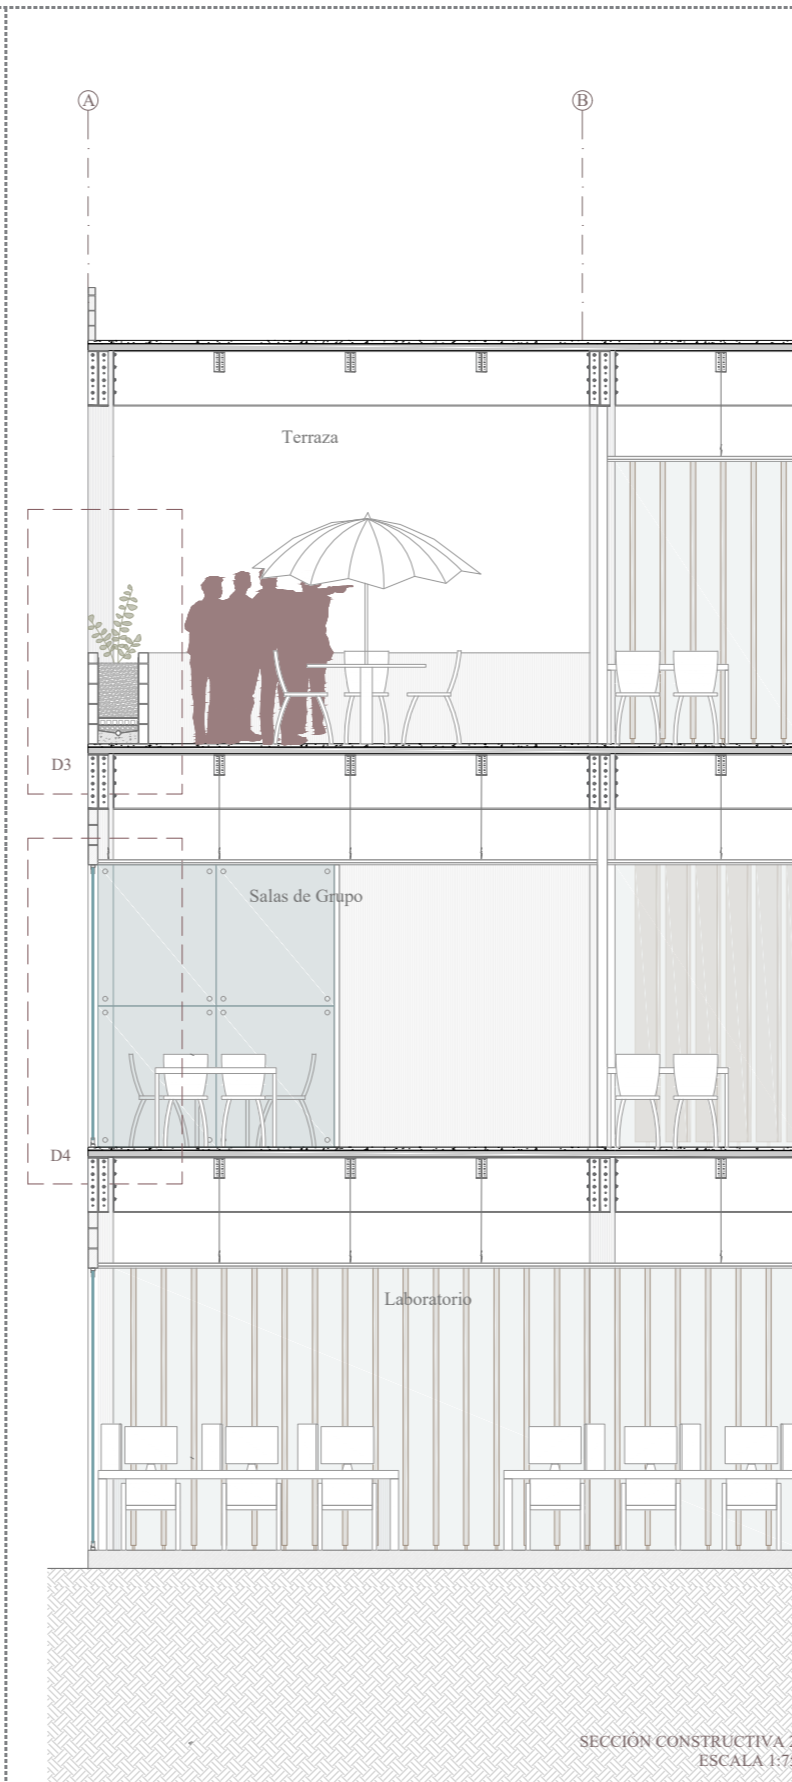 A
B
Terraza
D3
Salas de Grupo
D4
Laboratorio
SECCIÓN CONSTRUCTIVA
ESCALA